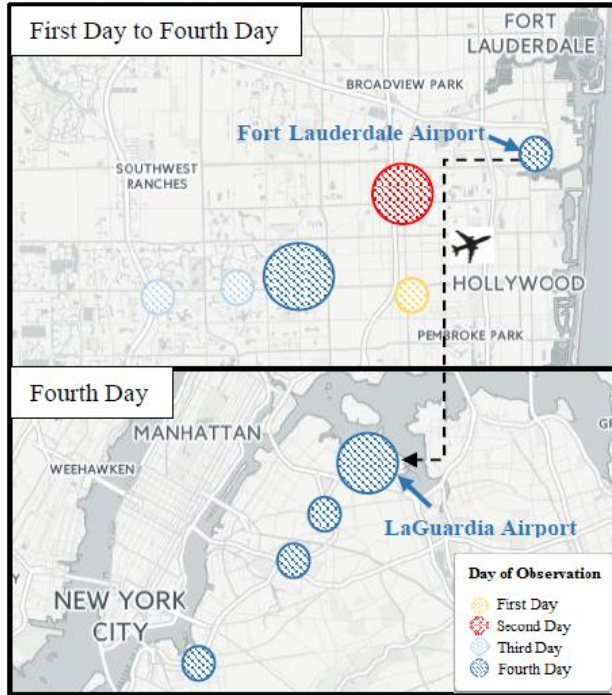 First Day to Fourth Day
FORT
LAUDERDALE
BROADVIEW PARK
Fort Lauderdale Airport
SOUTHWEST
RANCHES
HOLLYWOOD
PEMBROKE PARK
Fourth Day
MANHATTAN
WEEHAWKEN
LaGuardia Airport
NEW YORK
CITY
Day of Observation
First Day
Second Day
Third Day
Fourth Day